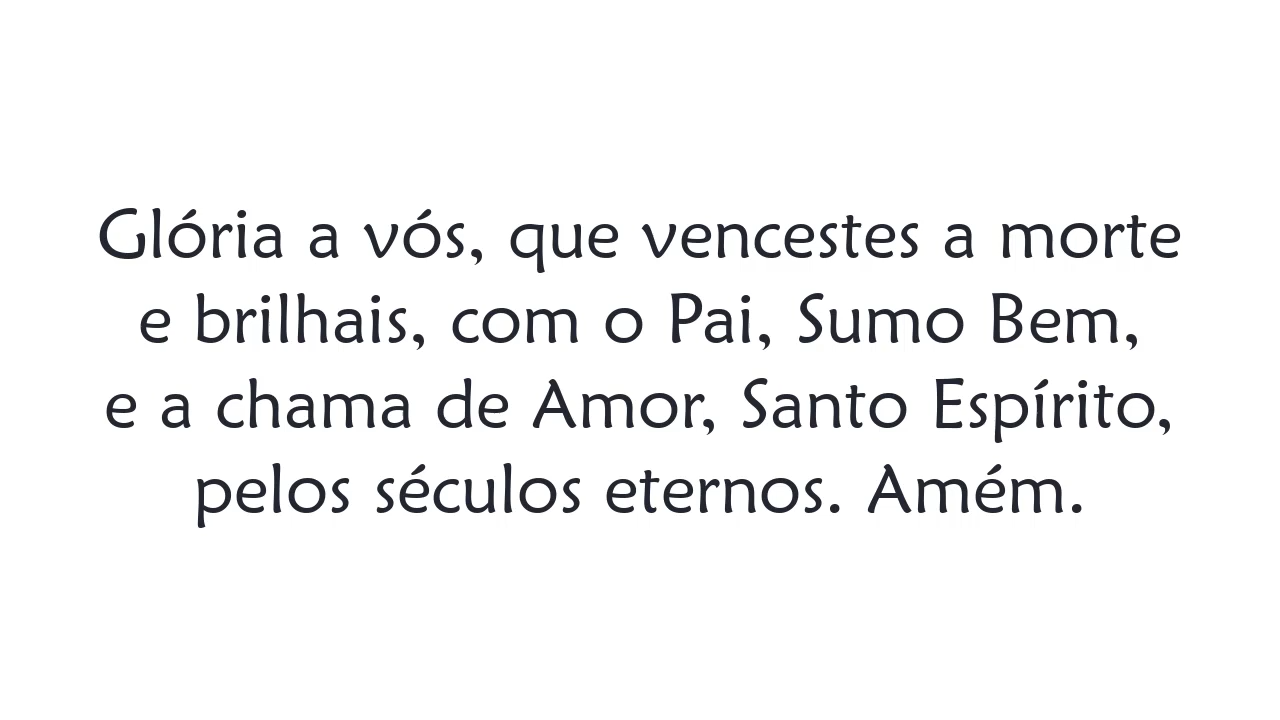 Glória a vós, que vencestes a morte
e brilhais, com o Pai, Sumo Bem,
e a chama de Amor, Santo Espírito,
pelos séculos eternos. Amém.